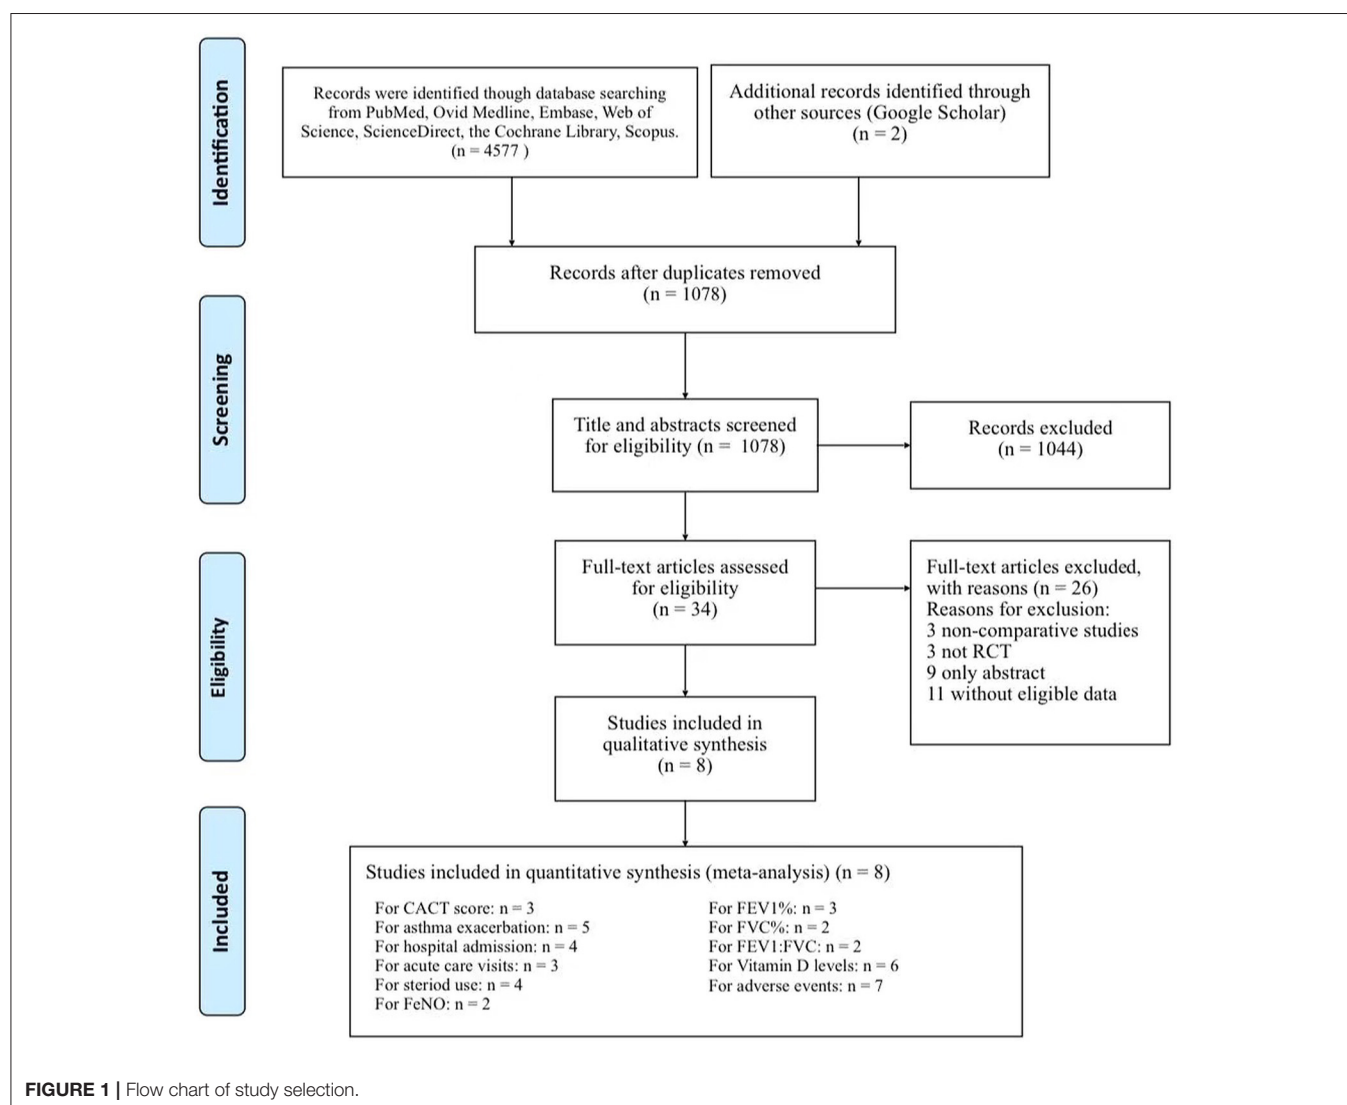 Identification
Records were identified though database searching
from PubMed, Ovid Medline, Embase, Web of
Science, ScienceDirect, the Cochrane Library, Scopus.
(n = 4577 )
Additional records identified through
other sources (Google Scholar)
(n = 2)
Records after duplicates removed
(n = 1078)
Screening
Title and abstracts screened
for eligibility (n = 1078)
Records excluded
(n = 1044)
Eligibility
Full-text articles assessed
for eligibility
(n = 34)
Full-text articles excluded,
with reasons (n = 26)
Reasons for exclusion:
3 non-comparative studies
3 not RCT
9 only abstract
11 without eligible data
Studies included in
qualitative synthesis
(n = 8)
Included
Studies included in quantitative synthesis (meta-analysis) (n = 8)
For CACT score: n = 3
For asthma exacerbation: n = 5
For hospital admission: n = 4
For acute care visits: n = 3
For steriod use: n = 4
For FeNO: n = 2
For FEV1%: n = 3
For FVC%: n = 2
For FEV1:FVC: n = 2
For Vitamin D levels: n = 6
For adverse events: n = 7
FIGURE 1 | Flow chart of study selection.